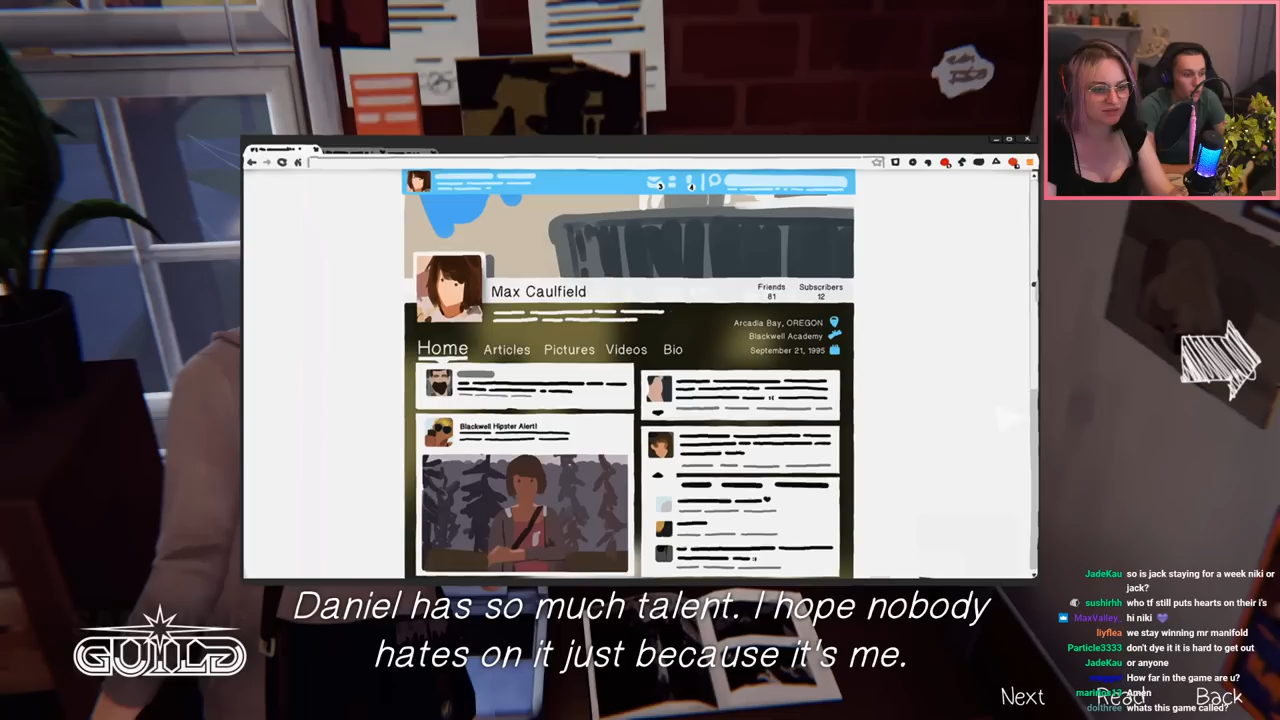 Max Caulfield
Friends
81
Subscribers
12
Arcadia Bay, OREGON
Blackwell Academy
September 21, 1995
Home Articles Pictures Videos Bio
Blackwell Hipster Alert!
Daniel has so much talent. I hope nobody
hates on it just because it's me.
GUILD
Next Read Back
JadeKau so is jack staying for a week niki or
jack?
sushirhh who tf still puts hearts on their i's
MaxValley_ hi niki 💜
liyflea we stay winning mr manifold
Particle3333 don't dye it it is hard to get out
JadeKau or anyone
How far in the game are u?
Amen
dolthree whats this game called?